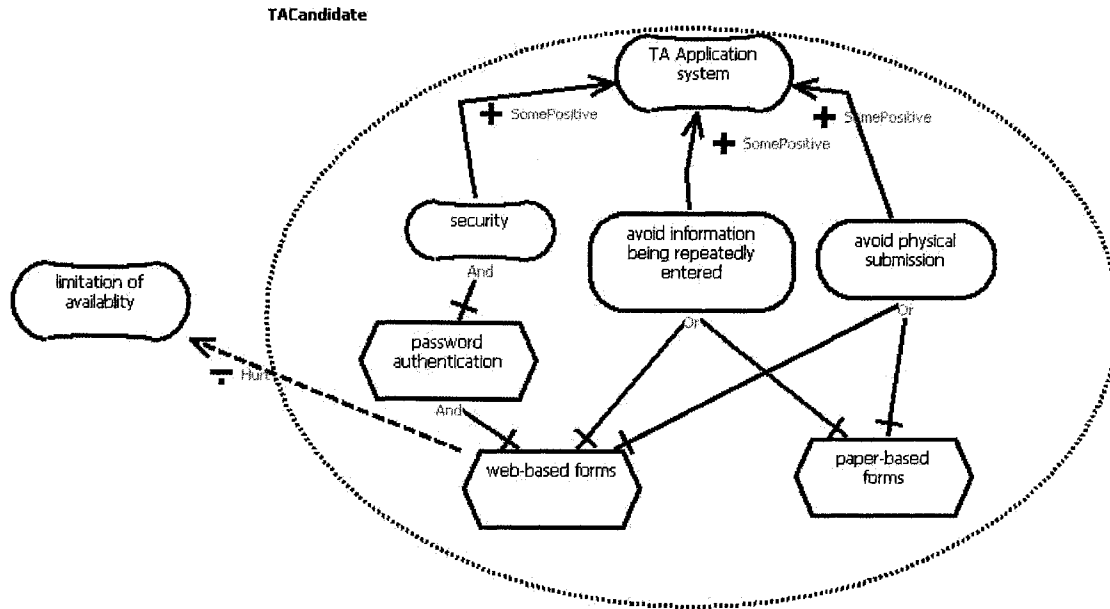 TACandidate
TA Application
system
SomePositive
SomePositive
SomePositive
security
avoid information
being repeatedly
entered
avoid physical
submission
And
limitation of
availablity
Or
Or
password
authentication
Hurt
And
web-based forms
paper-based
forms